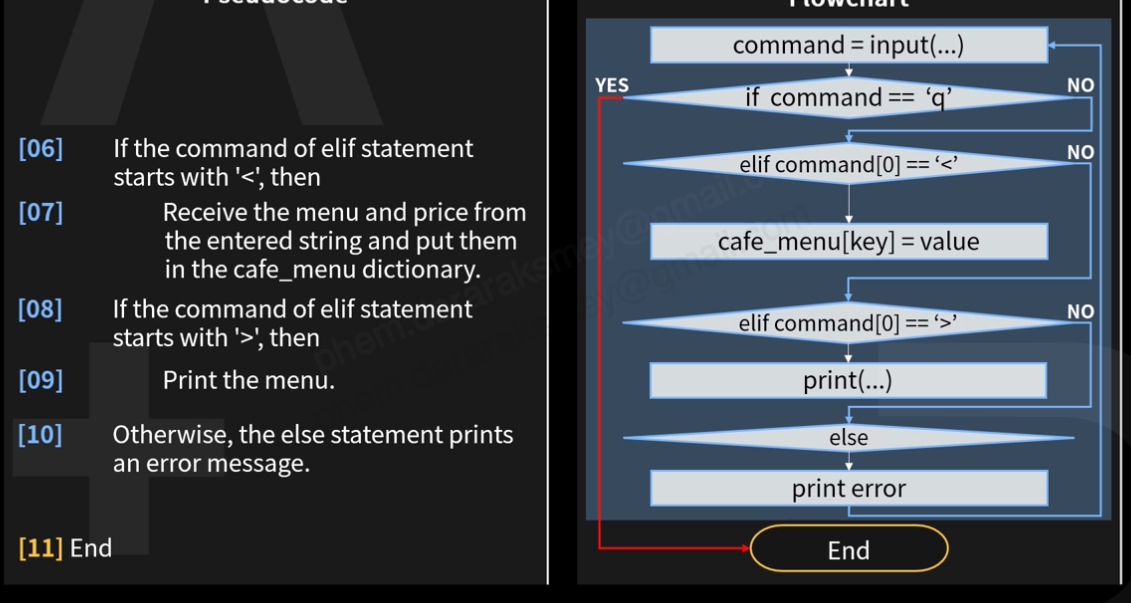 Pseudocode
[06] If the command of elif statement
starts with '<', then
[07] Receive the menu and price from
the entered string and put them
in the cafe_menu dictionary.
[08] If the command of elif statement
starts with '>', then
[09] Print the menu.
[10] Otherwise, the else statement prints
an error message.
[11] End
Flowchart
command = input(...)
YES
if command == ‘q’
NO
elif command[0] == ‘<’
NO
cafe_menu[key] = value
elif command[0] == ‘>’
NO
print(...)
else
print error
End